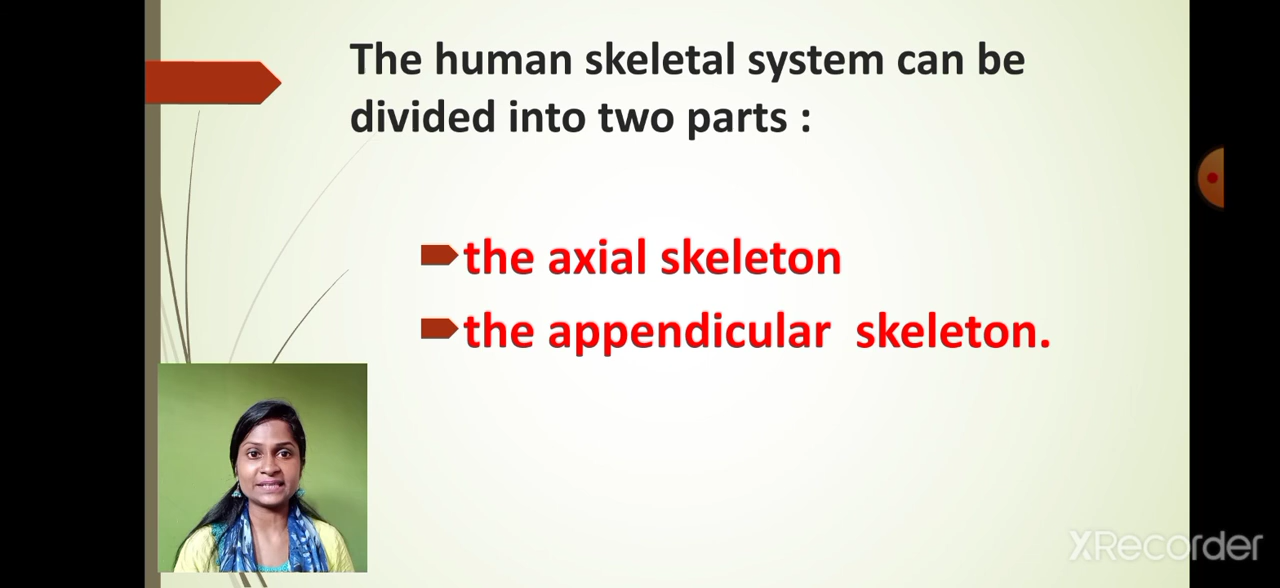 The human skeletal system can be
divided into two parts :
the axial skeleton
the appendicular skeleton.
XRecorder